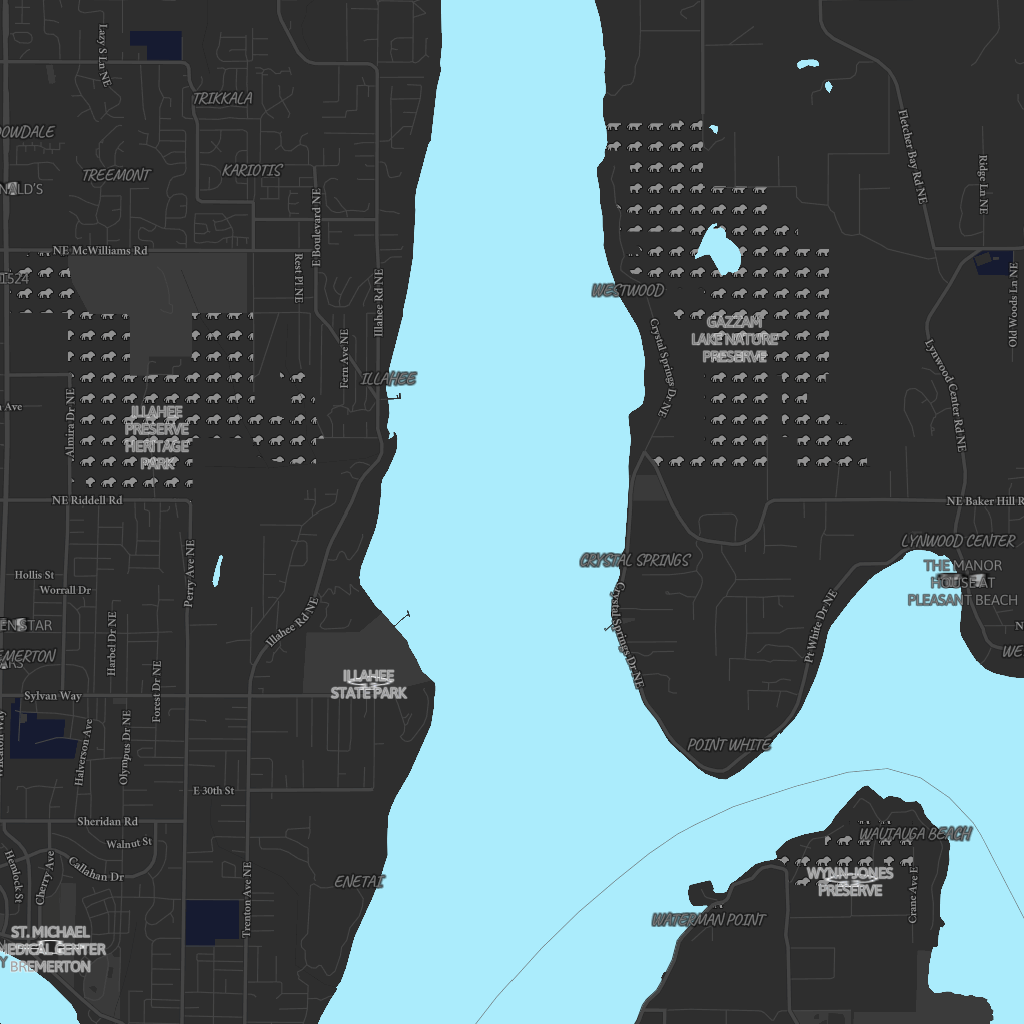 Lazy S Ln NE
TRIKKALA
Fletcher Bay Rd NE
KARIOTIS
TREEMONT
Ridge Ln NE
NALD'S
E Boulevard NE
NE McWilliams Rd
Rest Pl NE
1524
Illahee Rd NE
WESTWOOD
Old Woods Ln NE
GAZZAM
LAKE NATURE
PRESERVE
Crystal Springs Dr NE
Fern Ave NE
ILLAHEE
Lynwood Center Rd NE
Almira Dr NE
ILLAHEE
PRESERVE
HERITAGE
PARK
NE Riddell Rd
NE Baker Hill R
LYNWOOD CENTER
CRYSTAL SPRINGS
THE MANOR
HOUSE AT
PLEASANT BEACH
Hollis St
Worrall Dr
Perry Ave NE
Crystal Springs Dr NE
Pt White Dr NE
Illahee Rd NE
Harbel Dr NE
Forest Dr NE
ILLAHEE
STATE PARK
Sylvan Way
Olympus Dr NE
Halverson Ave
POINT WHITE
E 30th St
Sheridan Rd
Walnut St
WAUTAUGA BEACH
Callahan Dr
Cherry Ave
Hemlock St
ENETAI
WYNN-JONES
PRESERVE
Crane Ave E
Trenton Ave NE
WATERMAN POINT
ST. MICHAEL
MEDICAL CENTER
BREMERTON